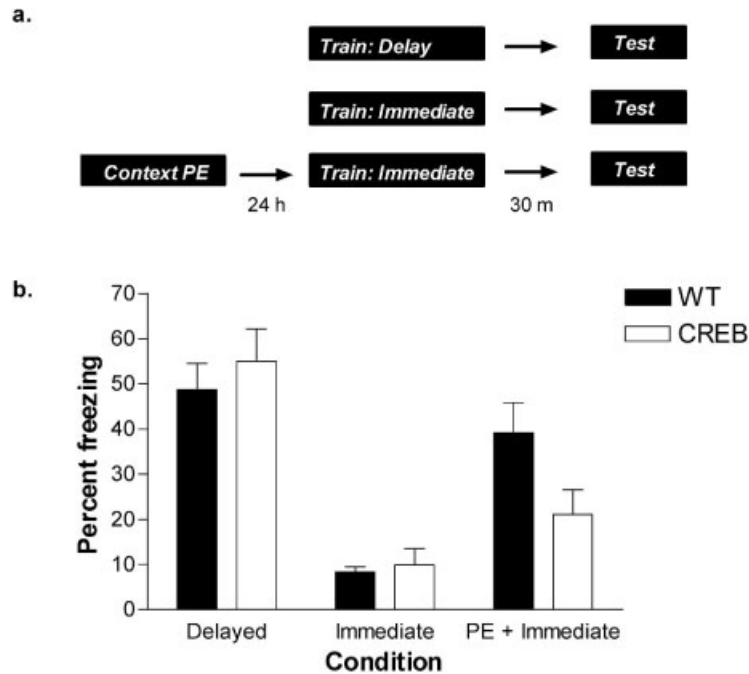 a.
Train: Delay Test
Train: Immediate Test
Context PE Train: Immediate Test
24 h 30 m
b.
70
60
50
40
30
20
10
0
Percent freezing
WT
CREB
Delayed Immediate PE + Immediate
Condition